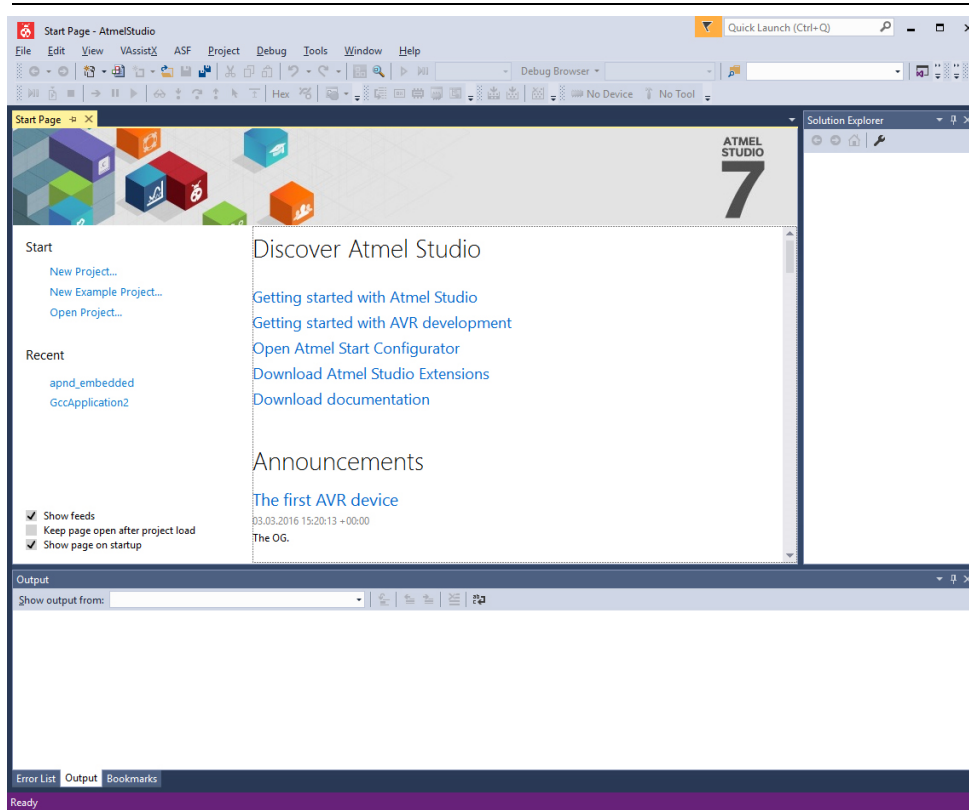 Start Page - AtmelStudio
Quick Launch (Ctrl+Q)
File Edit View VAssistX ASF Project Debug Tools Window Help
Debug Browser
Hex
No Device No Tool
Start Page
Solution Explorer
ATMEL
STUDIO
7
Start
New Project...
New Example Project...
Open Project...
Recent
apnd_embedded
GccApplication2
Show feeds
Keep page open after project load
Show page on startup
Discover Atmel Studio
Getting started with Atmel Studio
Getting started with AVR development
Open Atmel Start Configurator
Download Atmel Studio Extensions
Download documentation
Announcements
The first AVR device
03.03.2016 15:20:13 +00:00
The OG.
Output
Show output from:
Error List Output Bookmarks
Ready